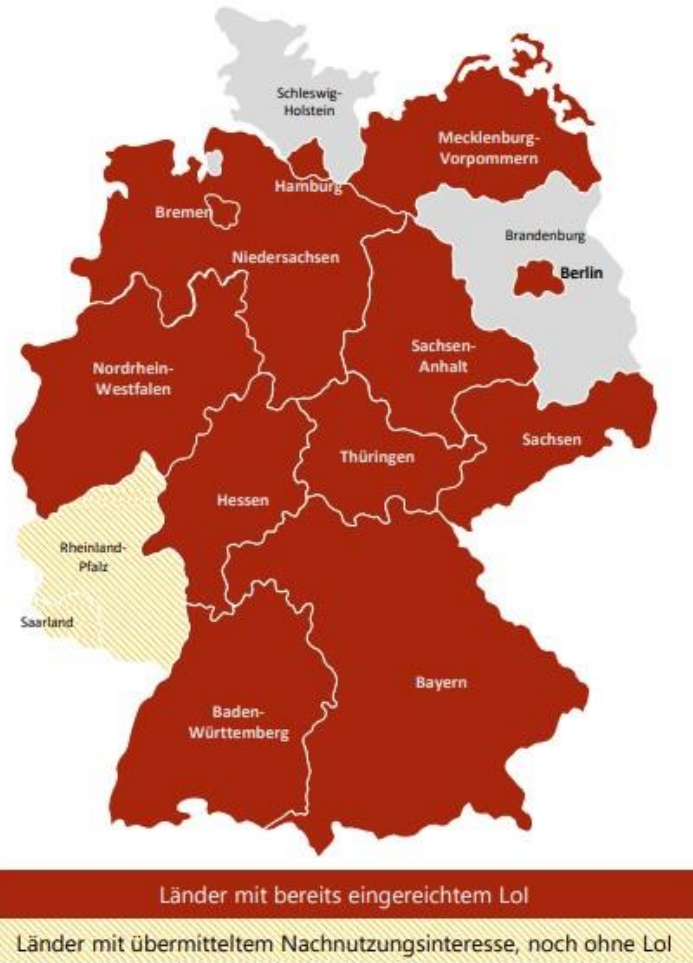 Schleswig-
Holstein
Mecklenburg-
Vorpommern
Hamburg
Bremen
Brandenburg
Niedersachsen
Berlin
Sachsen-
Anhalt
Nordrhein-
Westfalen
Sachsen
Thüringen
Hessen
Rheinland-
Pfalz
Saarland
Bayern
Baden-
Württemberg
Länder mit bereits eingereichtem LoI
Länder mit übermitteltem Nachnutzungsinteresse, noch ohne LoI